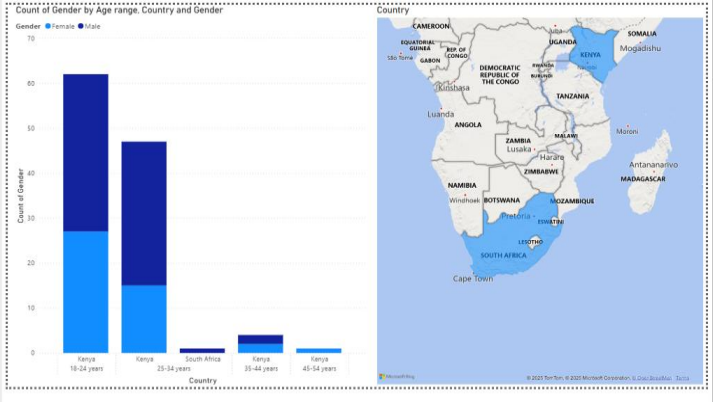 Count of Gender by Age range, Country and Gender
Gender Female Male
Count of Gender
70
60
50
40
30
20
10
0
Kenya Kenya South Africa Kenya Kenya
18-24 years 25-34 years 35-44 years 45-54 years
Country
Country
CAMEROON
EQUATORIAL
GUINEA
São Tomé
GABON
REP. OF
CONGO
Kinshasa
DEMOCRATIC
REPUBLIC OF
THE CONGO
Juba
UGANDA
KENYA
Nairobi
RWANDA
BURUNDI
SOMALIA
Mogadishu
TANZANIA
Luanda
ANGOLA
ZAMBIA
Lusaka
MALAWI
Moroni
Harare
ZIMBABWE
Antananarivo
MADAGASCAR
NAMIBIA
Windhoek
BOTSWANA
MOZAMBIQUE
Pretoria
ESWATINI
LESOTHO
SOUTH AFRICA
Cape Town
Microsoft Bing
© 2023 TomTom, © 2023 Microsoft Corporation, © OpenStreetMap Terms